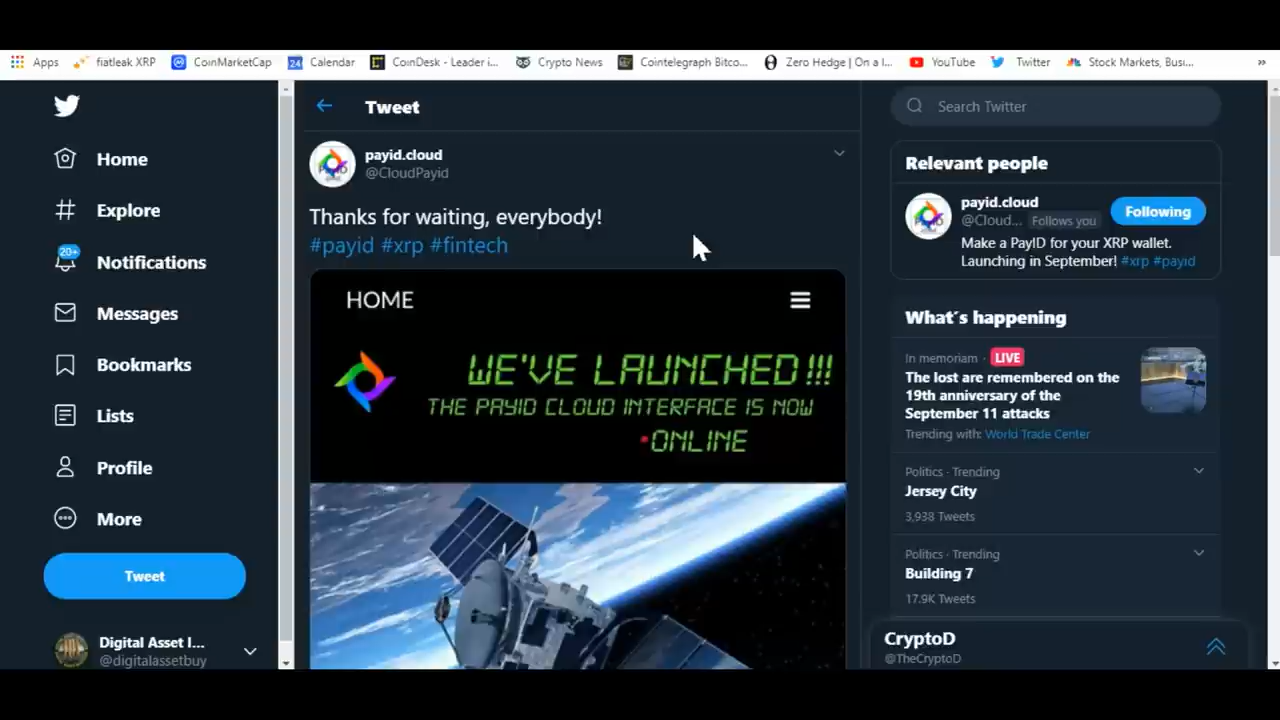 Apps
fiatleak XRP
CoinMarketCap
24
Calendar
CoinDesk - Leader i...
Crypto News
Cointelegraph Bitco...
Zero Hedge | On a l...
YouTube
Twitter
Stock Markets, Busi...
»
Home
Explore
20+
Notifications
Messages
Bookmarks
Lists
Profile
More
Tweet
Digital Asset I...
@digitalassetbuy
Tweet
payid.cloud
@CloudPayid
Thanks for waiting, everybody!
#payid #xrp #fintech
HOME
WE'VE LAUNCHED!!!
THE PAYID CLOUD INTERFACE IS NOW
•ONLINE
Search Twitter
Relevant people
payid.cloud
@Cloud... Follows you
Following
Make a PayID for your XRP wallet.
Launching in September! #xrp #payid
What's happening
In memoriam · LIVE
The lost are remembered on the
19th anniversary of the
September 11 attacks
Trending with: World Trade Center
Politics · Trending
Jersey City
3,938 Tweets
Politics · Trending
Building 7
17.9K Tweets
CryptoD
@TheCryptoD